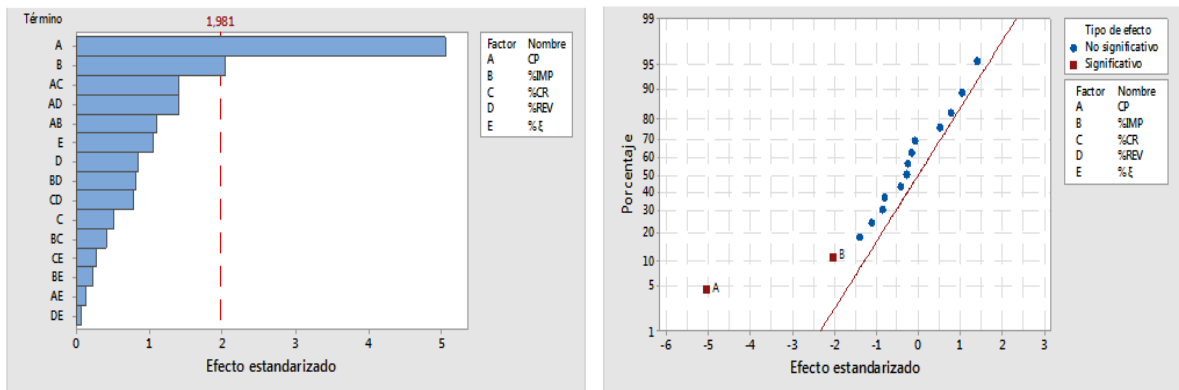 Término
1,981
A
B
AC
AD
AB
E
D
BD
CD
C
BC
CE
BE
AE
DE
0 1 2 3 4 5
Efecto estandarizado
Factor Nombre
A CP
B %IMP
C %CR
D %REV
E %ξ
99
95
90
80
70
60
50
40
30
20
10
5
1
Porcentaje
B
A
-6 -5 -4 -3 -2 -1 0 1 2 3
Efecto estandarizado
Tipo de efecto
No significativo
Significativo
Factor Nombre
A CP
B %IMP
C %CR
D %REV
E %ξ